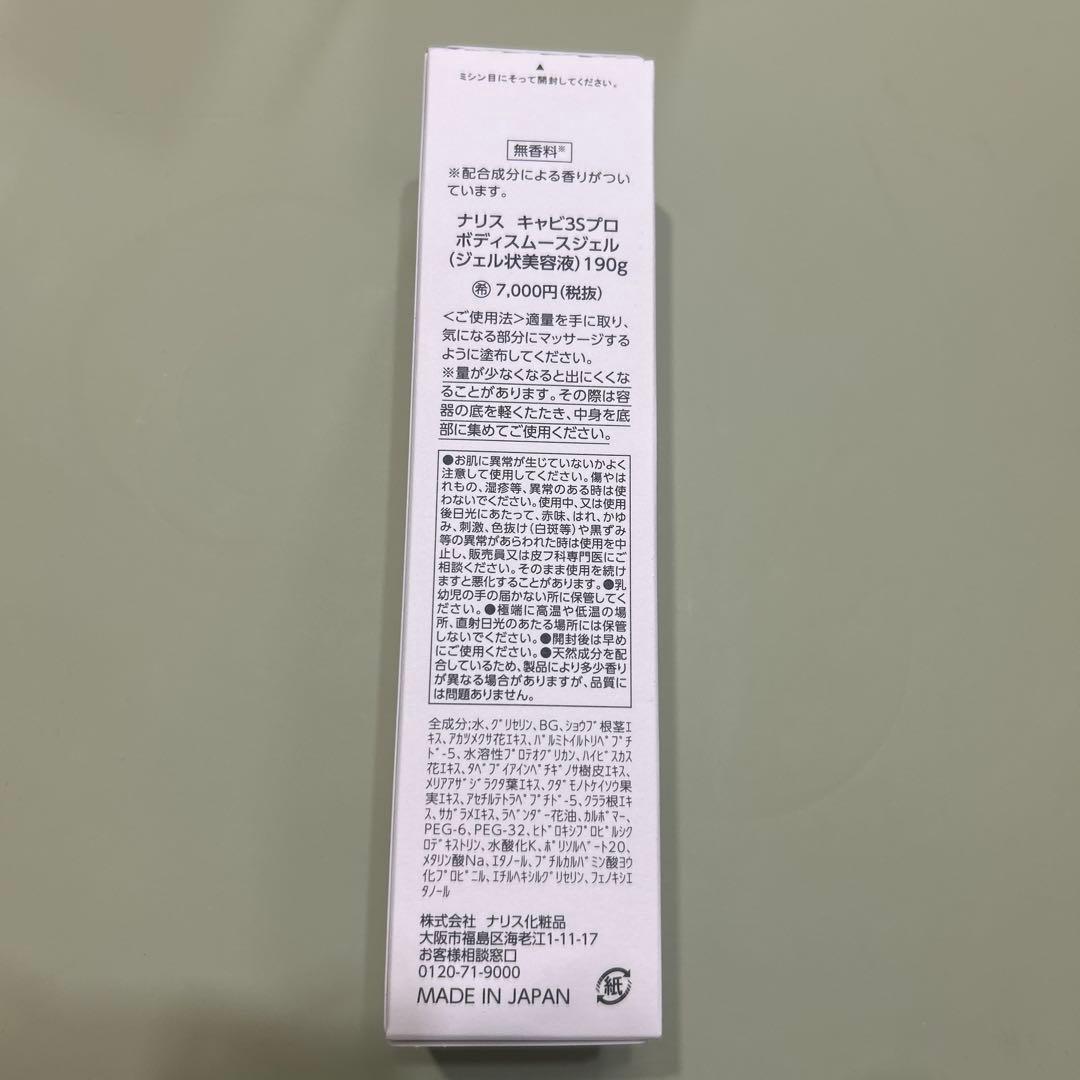 ▲
ミシン目にそって開封してください。
無香料※
※配合成分による香りがつい
ています。
ナリス キャビ3Sプロ
ボディスムースジェル
(ジェル状美容液)190g
㊒希 7,000円(税抜)
<ご使用法>適量を手に取り、
気になる部分にマッサージする
ように塗布してください。
※量が少なくなると出にくくな
ることがあります。その際は容
器の底を軽くたたき、中身を底
部に集めてご使用ください。
●お肌に異常が生じていないかよく
注意して使用してください。傷やは
れもの、湿疹等、異常のある時は使
わないでください。使用中、又は使用
後日光にあたって、赤味、はれ、かゆ
み、刺激、色抜け(白斑等)や黒ずみ
等の異常があらわれた時は使用を中
止し、販売員又は皮フ科専門医にご
相談ください。そのまま使用を続け
ますと悪化することがあります。●乳
幼児の手の届かない所に保管してく
ださい。●極端に高温や低温の場
所、直射日光のあたる場所には保管
しないでください。●開封後は早め
にご使用ください。●天然成分を配
合しているため、製品により多少香り
が異なる場合がありますが、品質に
は問題ありません。
全成分;水、グリセリン、BG、ショウブ根茎エ
キス、アカツメクサ花エキス、パルミトイルトリペプチ
ド-5、水溶性プロテオグリカン、ハイビスカス
花エキス、タベブイアインペチギノサ樹皮エキス、
メリアアザジラクタ葉エキス、クダモノトケイソウ果
実エキス、アセチルテトラペプチド-5、クララ根エキ
ス、サガラメエキス、ラベンダー花油、カルボマー、
PEG-6、PEG-32、ヒドロキシプロピルシク
ロデキストリン、水酸化K、ポリソルベート20、
メタリン酸Na、エタノール、ブチルカルバミン酸ヨウ
化プロピニル、エチルヘキシルグリセリン、フェノキシエ
タノール
株式会社 ナリス化粧品
大阪市福島区海老江1-11-17
お客様相談窓口
0120-71-9000
MADE IN JAPAN
紙